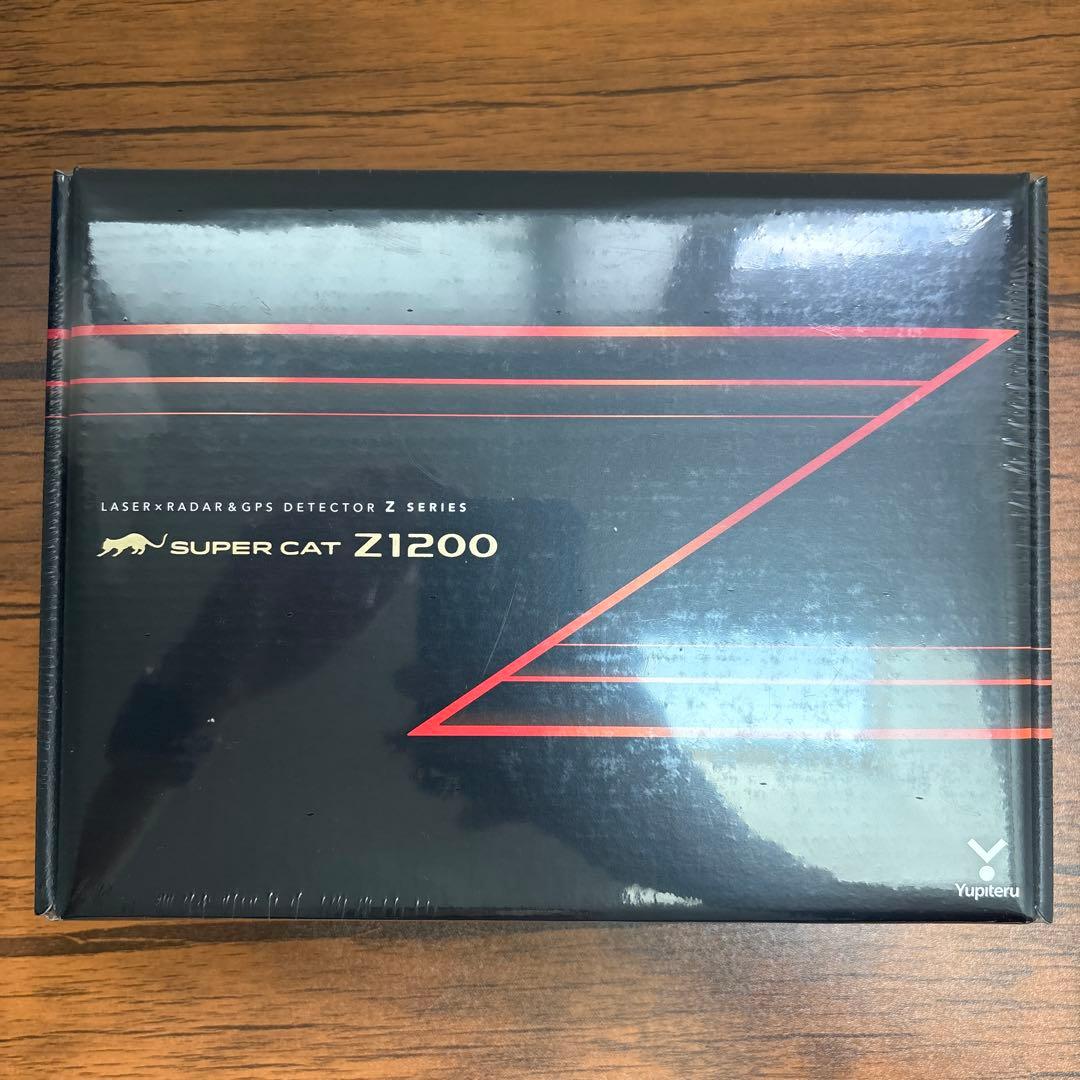 LASER×RADAR&GPS DETECTOR Z SERIES
SUPER CAT Z1200
Yupiteru